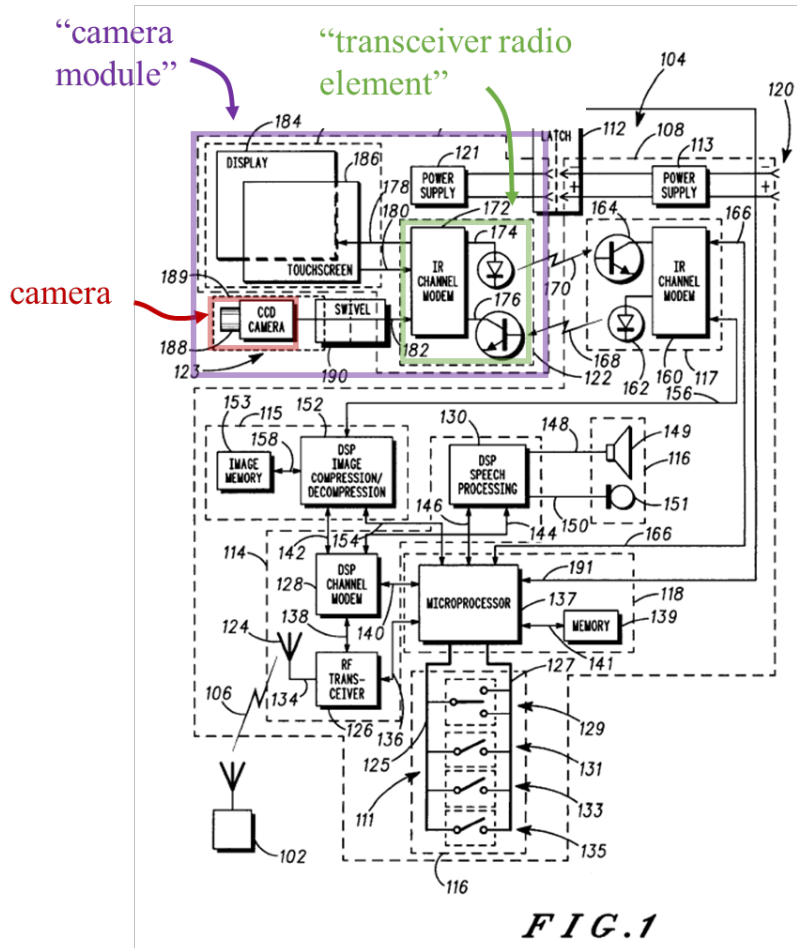 “camera
module”
“transceiver radio
element”
camera
104
120
184
186
DISPLAY
TOUCHSCREEN
178
180
121
POWER
SUPPLY
LATCH
112
108
113
POWER
SUPPLY
−
+
+
172
174
IR
CHANNEL
MODEM
176
170
168
164
166
IR
CHANNEL
MODEM
162
160
117
189
CCD
CAMERA
188
123
SWIVEL
190
182
122
156
153
115
152
IMAGE
MEMORY
158
DSP
IMAGE
COMPRESSION/
DECOMPRESSION
130
DSP
SPEECH
PROCESSING
148
149
116
150
151
146
144
142
154
166
114
128
DSP
CHANNEL
MODEM
138
140
191
MICROPROCESSOR
137
118
MEMORY
139
141
124
134
RF
TRANS-
CEIVER
126
136
106
102
127
125
129
131
133
135
111
116
FIG.1